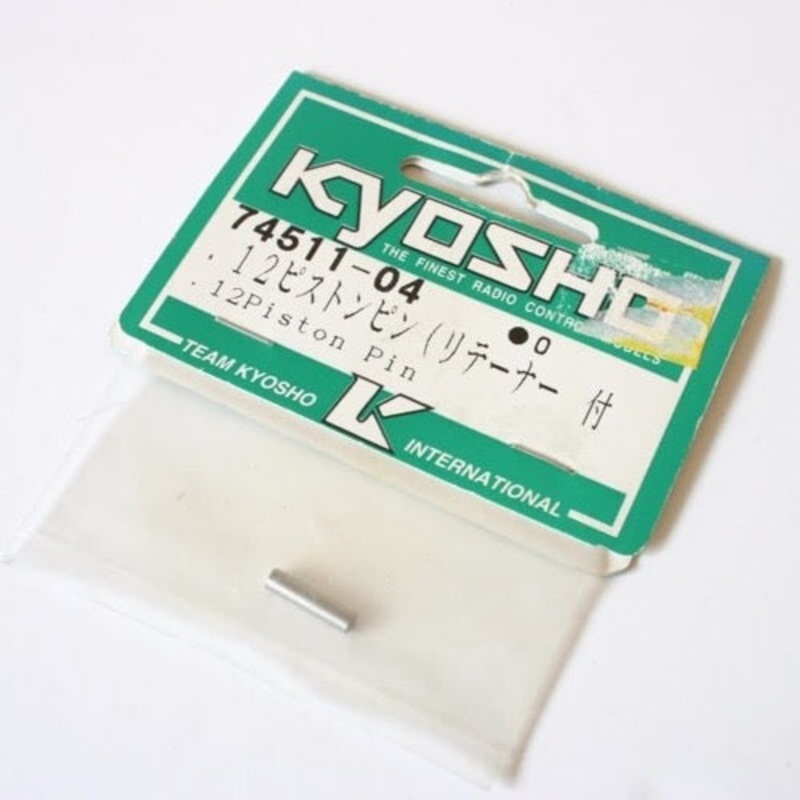 KYOSHO
THE FINEST RADIO CONTROL MODELS
74511-04
●0
.12ピストンピン(リテーナー 付
.12Piston Pin
TEAM KYOSHO
K
INTERNATIONAL